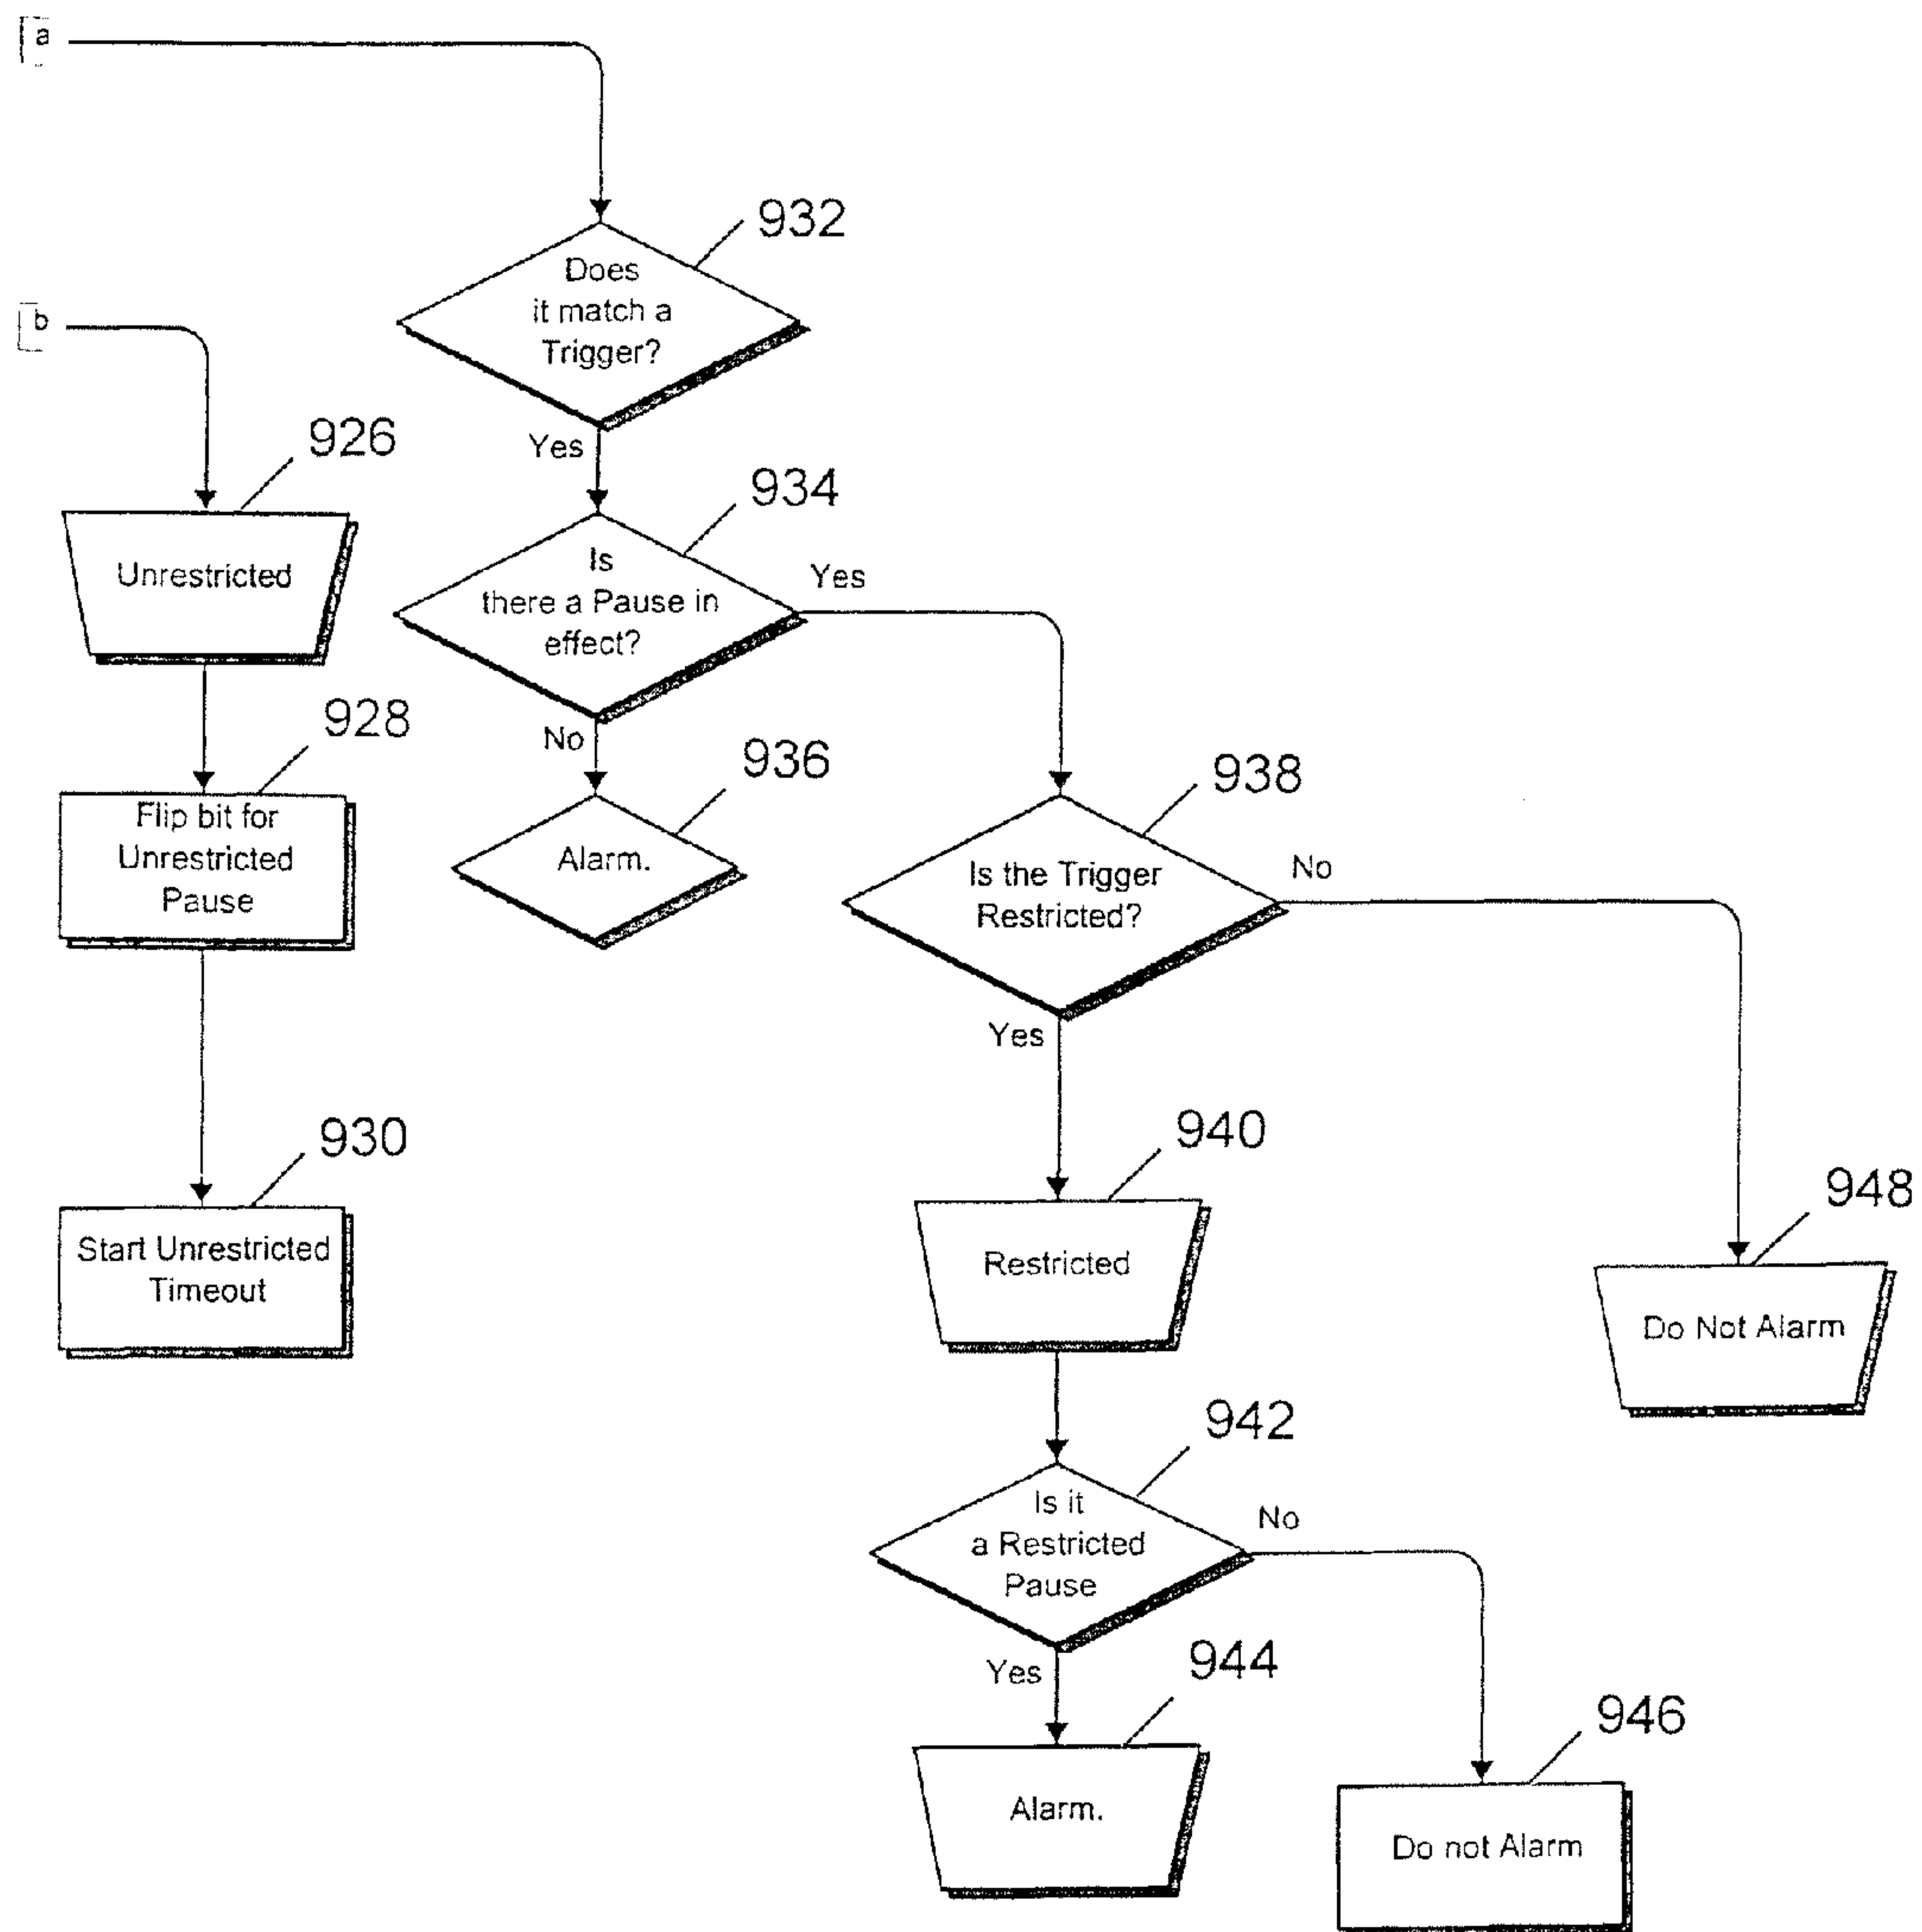 a
932
Does
it match a
Trigger?
b
Yes
926
934
Unrestricted
Is
there a Pause in
effect?
Yes
928
No
936
938
Flip bit for
Unrestricted
Pause
Alarm.
Is the Trigger
Restricted?
No
Yes
930
940
948
Start Unrestricted
Timeout
Restricted
Do Not Alarm
942
Is it
a Restricted
Pause
No
Yes
944
946
Alarm.
Do not Alarm